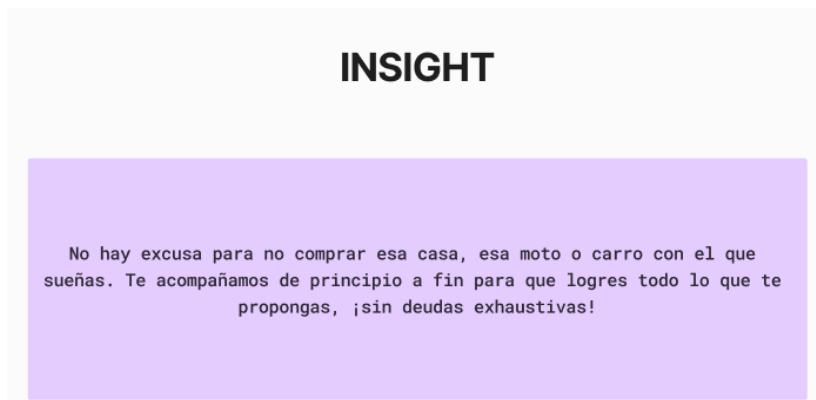 INSIGHT
No hay excusa para no comprar esa casa, esa moto o carro con el que
sueñas. Te acompañamos de principio a fin para que logres todo lo que te
propongas, ¡sin deudas exhaustivas!